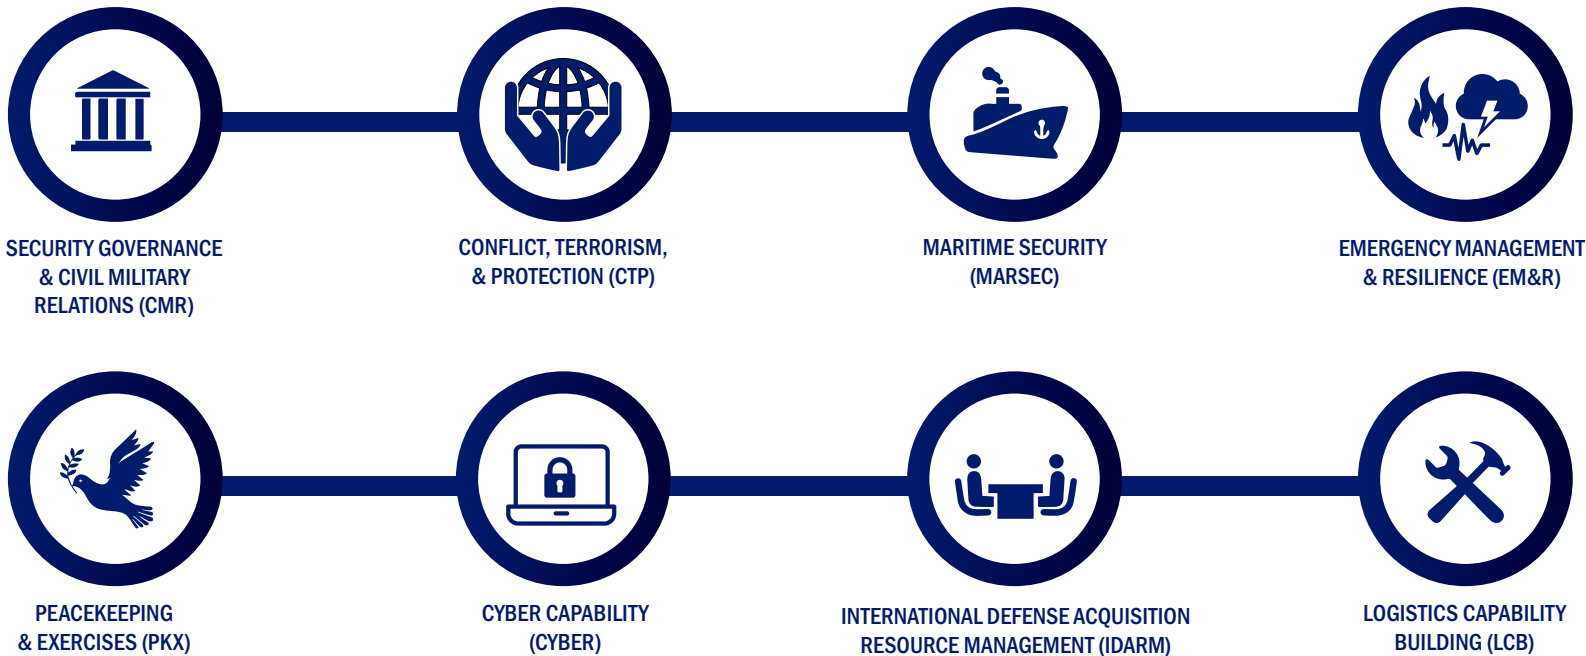 SECURITY GOVERNANCE
& CIVIL MILITARY
RELATIONS (CMR)
CONFLICT, TERRORISM,
& PROTECTION (CTP)
MARITIME SECURITY
(MARSEC)
EMERGENCY MANAGEMENT
& RESILIENCE (EM&R)
PEACEKEEPING
& EXERCISES (PKX)
CYBER CAPABILITY
(CYBER)
INTERNATIONAL DEFENSE ACQUISITION
RESOURCE MANAGEMENT (IDARM)
LOGISTICS CAPABILITY
BUILDING (LCB)